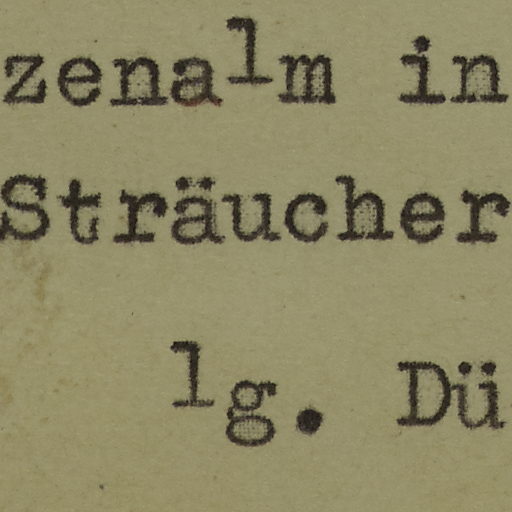 zenalm in
Sträucher
lg. Dü